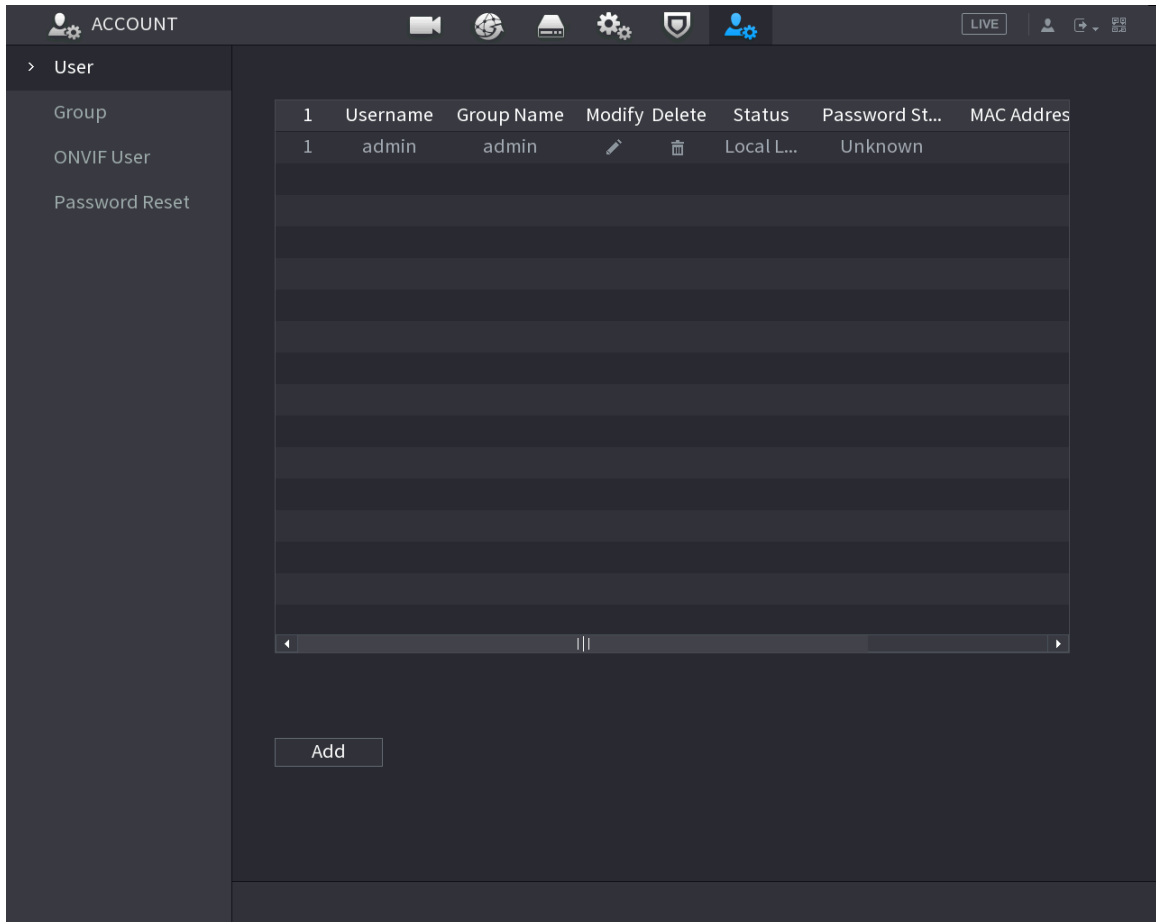 ACCOUNT LIVE
User
Group
ONVIF User
Password Reset
1 Username Group Name Modify Delete Status Password St... MAC Addres
1 admin admin Local L... Unknown
Add